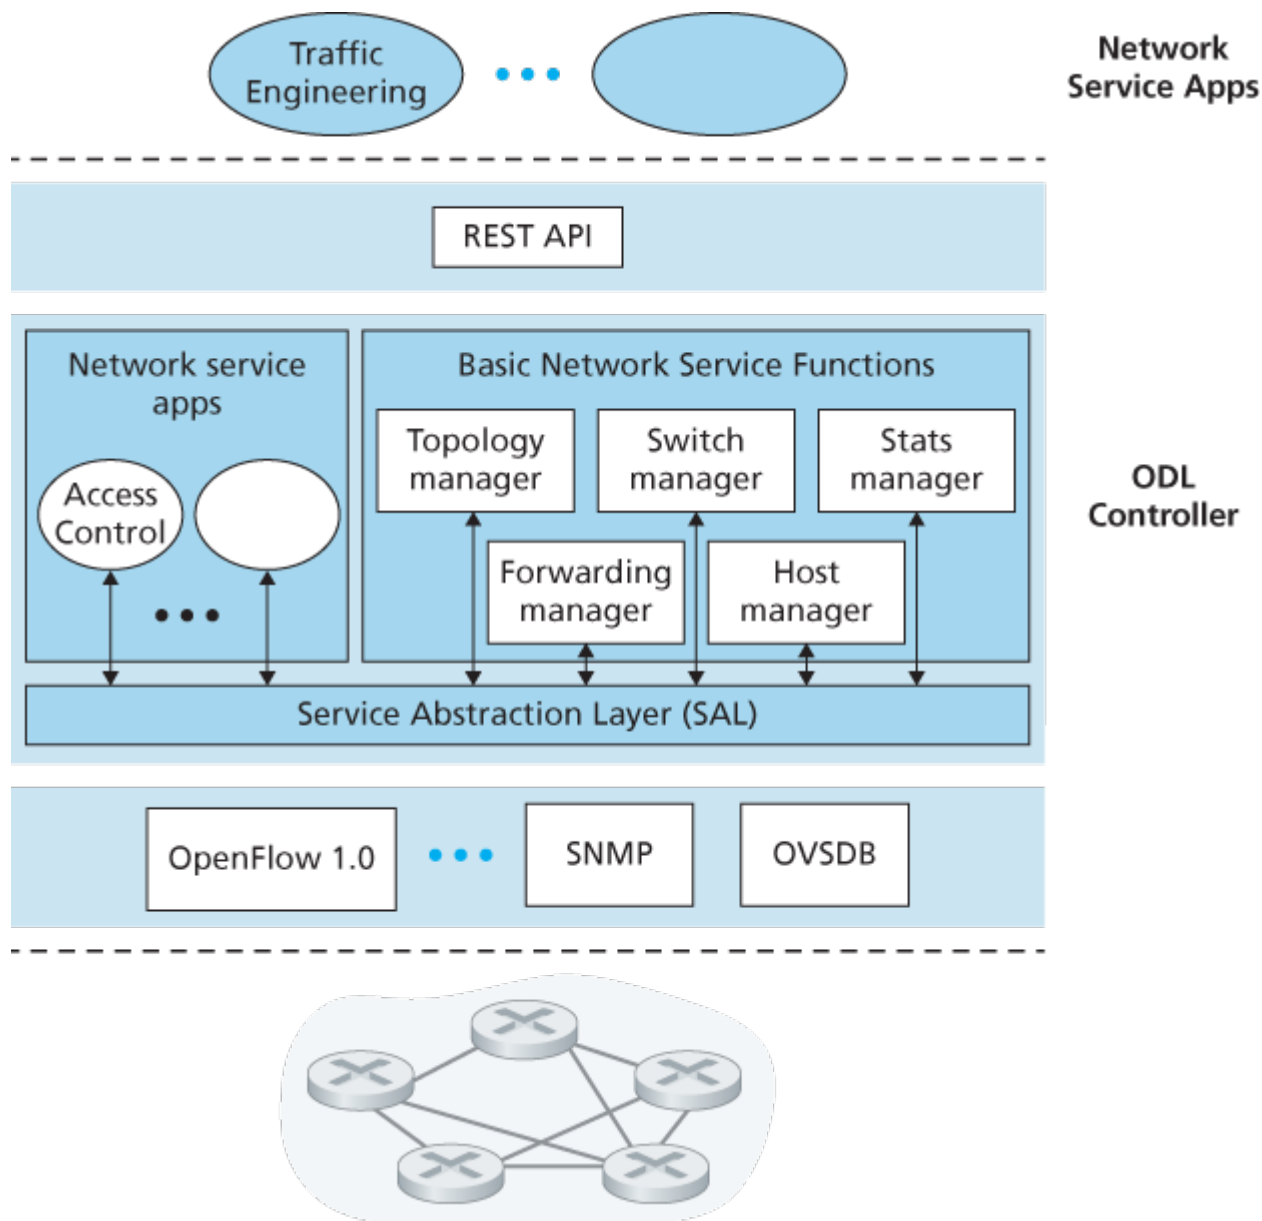 Traffic
Engineering
Network
Service Apps
REST API
Network service
apps
Basic Network Service Functions
Topology
manager
Switch
manager
Stats
manager
Access
Control
ODL
Controller
Forwarding
manager
Host
manager
Service Abstraction Layer (SAL)
OpenFlow 1.0
SNMP
OVSDB